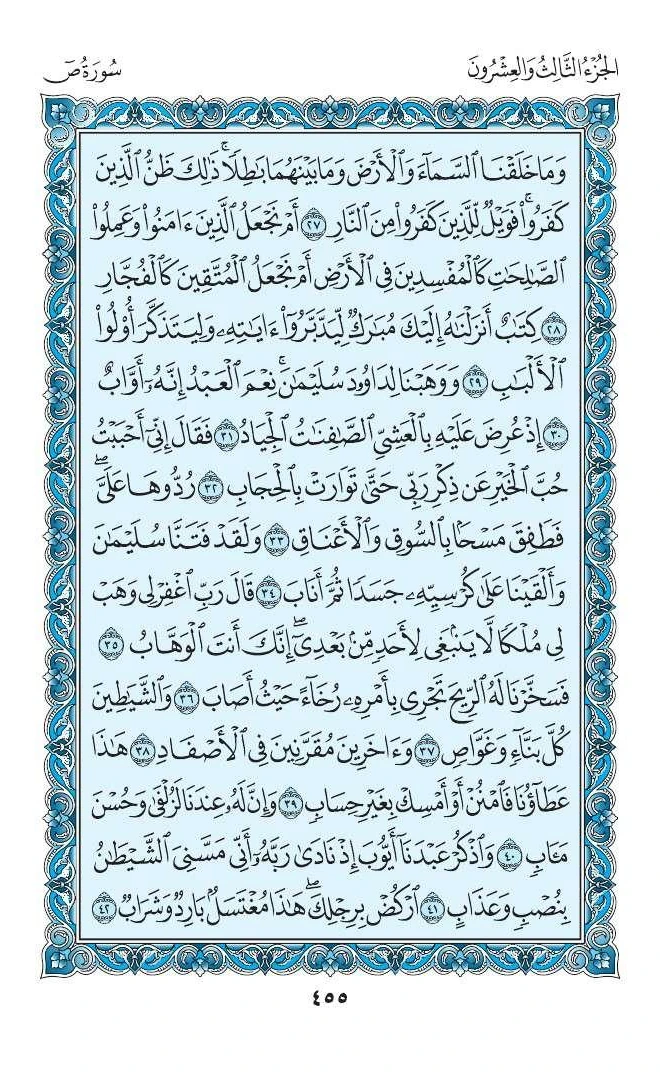 الجُزْءُ الثَّالِثُ وَالعِشْرُونَ
سُورَةُ صٓ
وَمَا خَلَقْنَا ٱلسَّمَآءَ وَٱلْأَرْضَ وَمَا بَيْنَهُمَا بَٰطِلًاۚ ذَٰلِكَ ظَنُّ ٱلَّذِينَ
كَفَرُوا۟ۚ فَوَيْلٌ لِّلَّذِينَ كَفَرُوا۟ مِنَ ٱلنَّارِ ٢٧ أَمْ نَجْعَلُ ٱلَّذِينَ ءَامَنُوا۟ وَعَمِلُوا۟
ٱلصَّٰلِحَٰتِ كَٱلْمُفْسِدِينَ فِى ٱلْأَرْضِ أَمْ نَجْعَلُ ٱلْمُتَّقِينَ كَٱلْفُجَّارِ
٢٨ كِتَٰبٌ أَنزَلْنَٰهُ إِلَيْكَ مُبَٰرَكٌ لِّيَدَّبَّرُوٓا۟ ءَايَٰتِهِۦ وَلِيَتَذَكَّرَ أُو۟لُوا۟
ٱلْأَلْبَٰبِ ٢٩ وَوَهَبْنَا لِدَاوُۥدَ سُلَيْمَٰنَۚ نِعْمَ ٱلْعَبْدُ إِنَّهُۥٓ أَوَّابٌ
٣٠ إِذْ عُرِضَ عَلَيْهِ بِٱلْعَشِىِّ ٱلصَّٰفِنَٰتُ ٱلْجِيَادُ ٣١ فَقَالَ إِنِّىٓ أَحْبَبْتُ
حُبَّ ٱلْخَيْرِ عَن ذِكْرِ رَبِّى حَتَّىٰ تَوَارَتْ بِٱلْحِجَابِ ٣٢ رُدُّوهَا عَلَىَّۖ
فَطَفِقَ مَسْحًۢا بِٱلسُّوقِ وَٱلْأَعْنَاقِ ٣٣ وَلَقَدْ فَتَنَّا سُلَيْمَٰنَ
وَأَلْقَيْنَا عَلَىٰ كُرْسِيِّهِۦ جَسَدًا ثُمَّ أَنَابَ ٣٤ قَالَ رَبِّ ٱغْفِرْ لِى وَهَبْ
لِى مُلْكًا لَّا يَنۢبَغِى لِأَحَدٍ مِّنۢ بَعْدِىٓۖ إِنَّكَ أَنتَ ٱلْوَهَّابُ ٣٥
فَسَخَّرْنَا لَهُ ٱلرِّيحَ تَجْرِى بِأَمْرِهِۦ رُخَآءً حَيْثُ أَصَابَ ٣٦ وَٱلشَّيَٰطِينَ
كُلَّ بَنَّآءٍ وَغَوَّاصٍ ٣٧ وَءَاخَرِينَ مُقَرَّنِينَ فِى ٱلْأَصْفَادِ ٣٨ هَٰذَا
عَطَآؤُنَا فَٱمْنُنْ أَوْ أَمْسِكْ بِغَيْرِ حِسَابٍ ٣٩ وَإِنَّ لَهُۥ عِندَنَا لَزُلْفَىٰ وَحُسْنَ
مَـَٔابٍ ٤٠ وَٱذْكُرْ عَبْدَنَآ أَيُّوبَ إِذْ نَادَىٰ رَبَّهُۥٓ أَنِّى مَسَّنِىَ ٱلشَّيْطَٰنُ
بِنُصْبٍ وَعَذَابٍ ٤١ ٱرْكُضْ بِرِجْلِكَۖ هَٰذَا مُغْتَسَلٌۢ بَارِدٌ وَشَرَابٌ ٤٢
٤٥٥